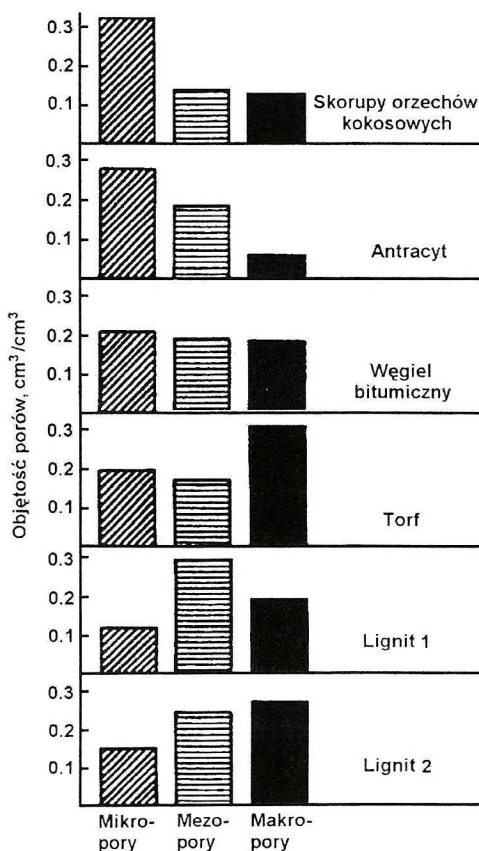 Objętość porów, cm³/cm³
0.3
0.2
0.1
Skorupy orzechów
kokosowych
0.3
0.2
0.1
Antracyt
0.3
0.2
0.1
Węgiel
bitumiczny
0.3
0.2
0.1
Torf
0.3
0.2
0.1
Lignit 1
0.3
0.2
0.1
Lignit 2
Mikro- Mezo- Makro-
pory pory pory